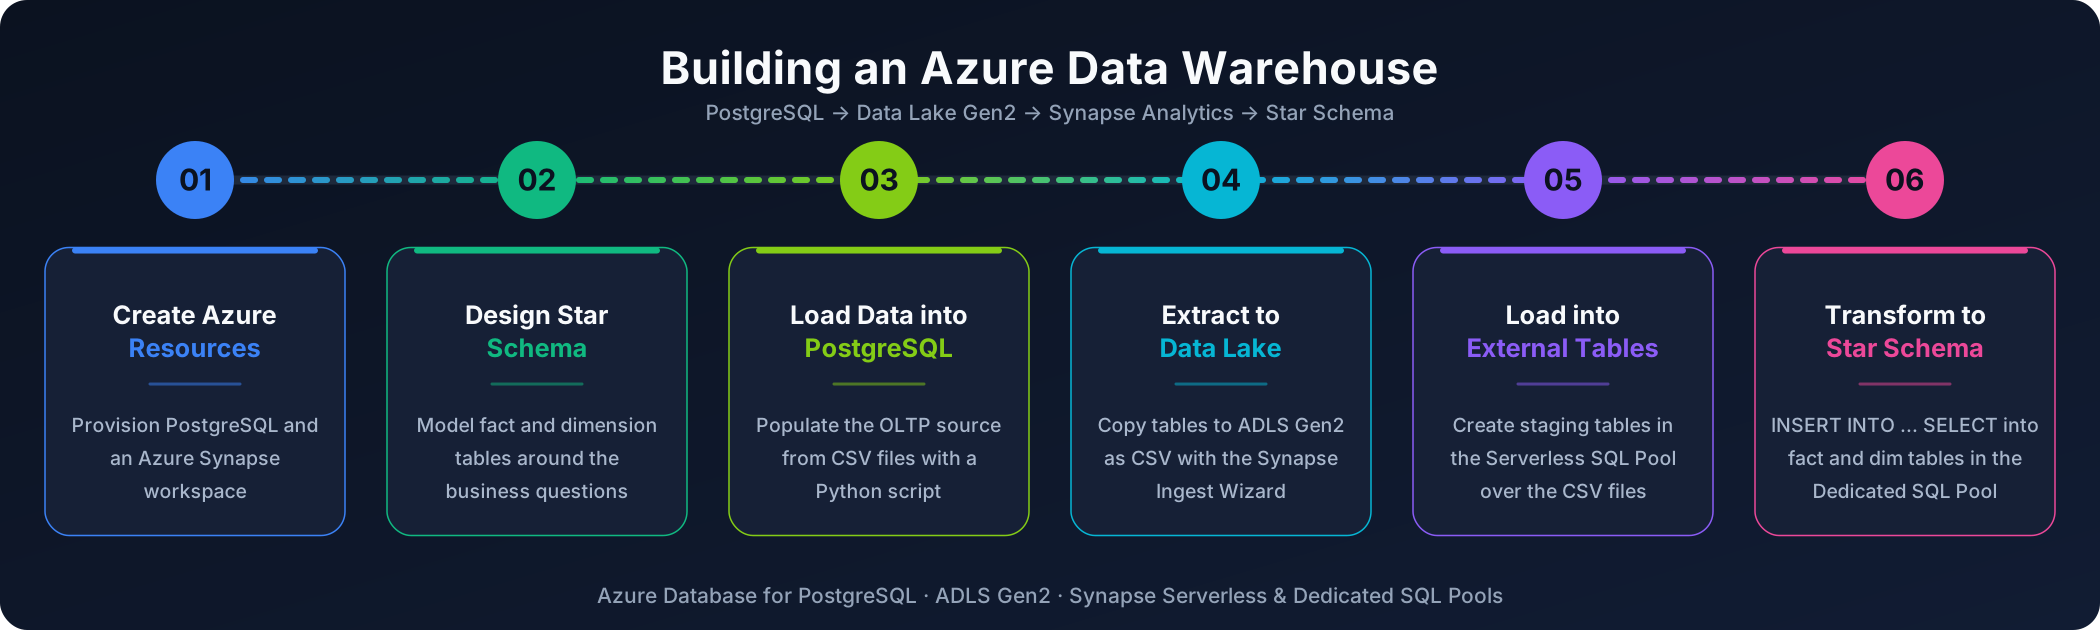 Building an Azure Data Warehouse
PostgreSQL → Data Lake Gen2 → Synapse Analytics → Star Schema
01
02
03
04
05
06
Create Azure
Resources
Provision PostgreSQL and
an Azure Synapse
workspace
Design Star
Schema
Model fact and dimension
tables around the
business questions
Load Data into
PostgreSQL
Populate the OLTP source
from CSV files with a
Python script
Extract to
Data Lake
Copy tables to ADLS Gen2
as CSV with the Synapse
Ingest Wizard
Load into
External Tables
Create staging tables in
the Serverless SQL Pool
over the CSV files
Transform to
Star Schema
INSERT INTO ... SELECT into
fact and dim tables in the
Dedicated SQL Pool
Azure Database for PostgreSQL · ADLS Gen2 · Synapse Serverless & Dedicated SQL Pools